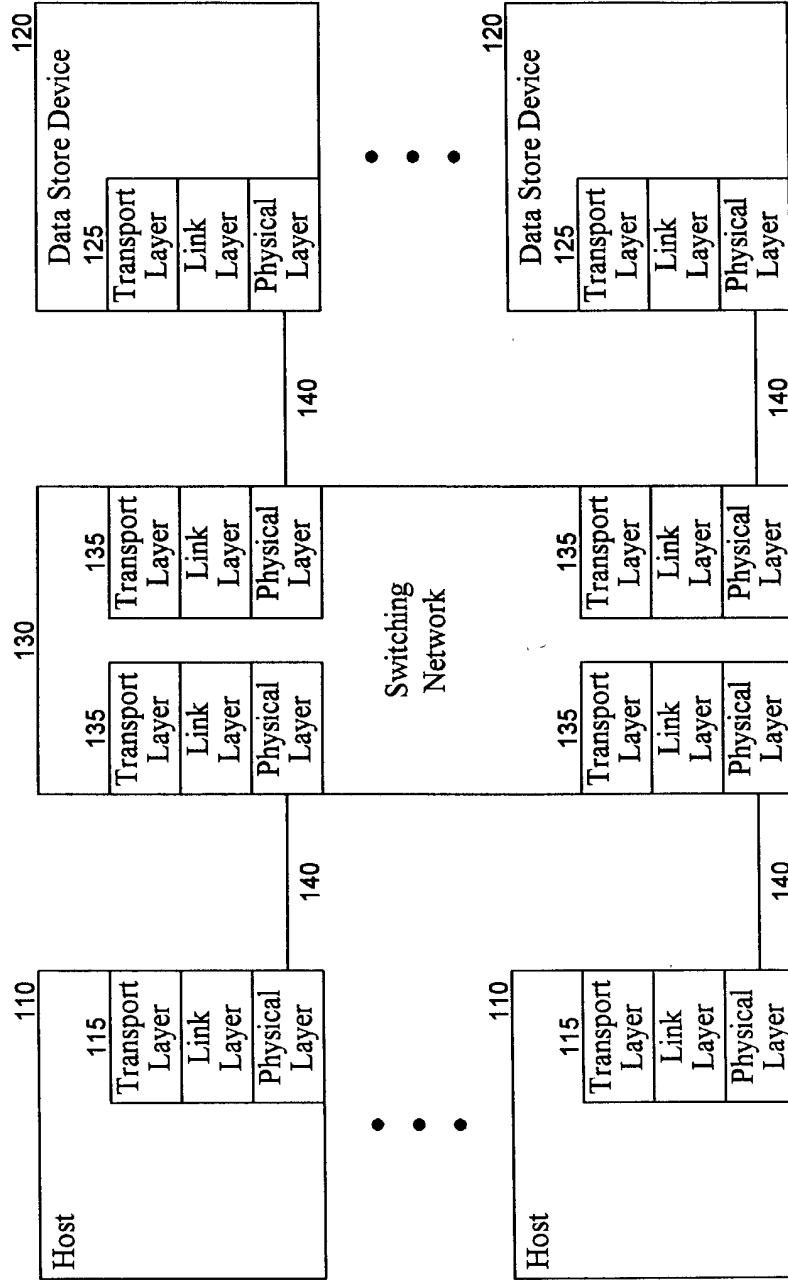 110
Host
115
Transport
Layer
Link
Layer
Physical
Layer
140
130
135
Transport
Layer
Link
Layer
Physical
Layer
135
Transport
Layer
Link
Layer
Physical
Layer
140
120
Data Store Device
125
Transport
Layer
Link
Layer
Physical
Layer
Switching
Network
110
Host
115
Transport
Layer
Link
Layer
Physical
Layer
140
135
Transport
Layer
Link
Layer
Physical
Layer
135
Transport
Layer
Link
Layer
Physical
Layer
140
120
Data Store Device
125
Transport
Layer
Link
Layer
Physical
Layer